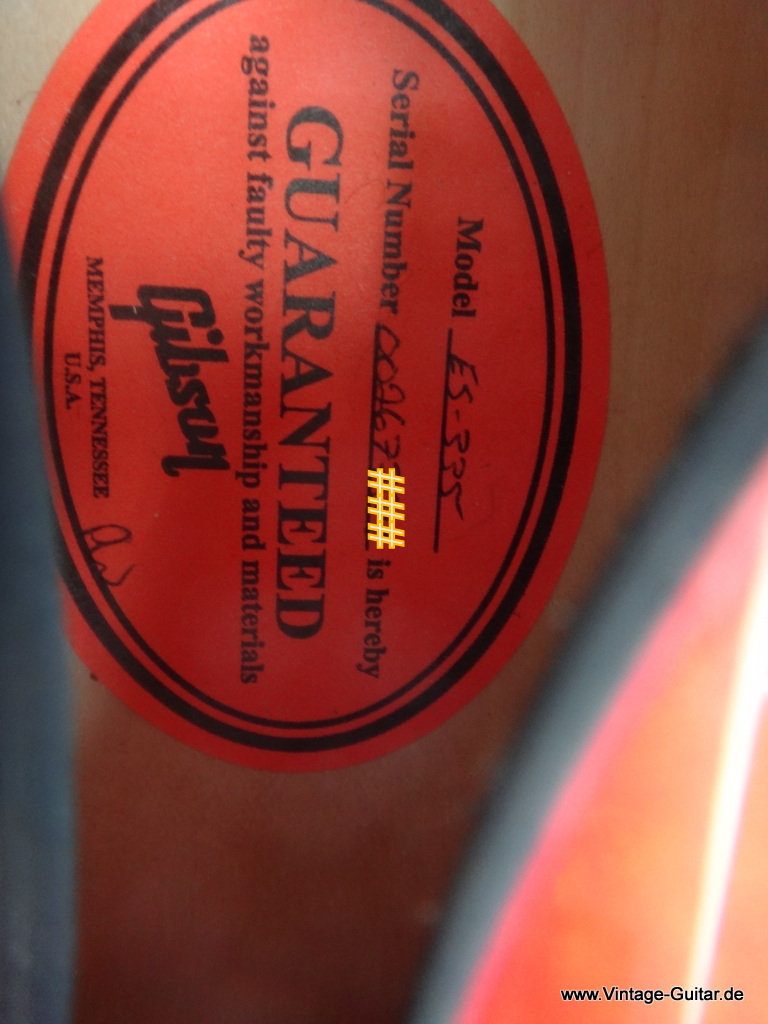 Model ES-335
Serial Number 002673### is hereby
GUARANTEED
against faulty workmanship and materials
Gibson
MEMPHIS, TENNESSEE
U.S.A.
www.Vintage-Guitar.de